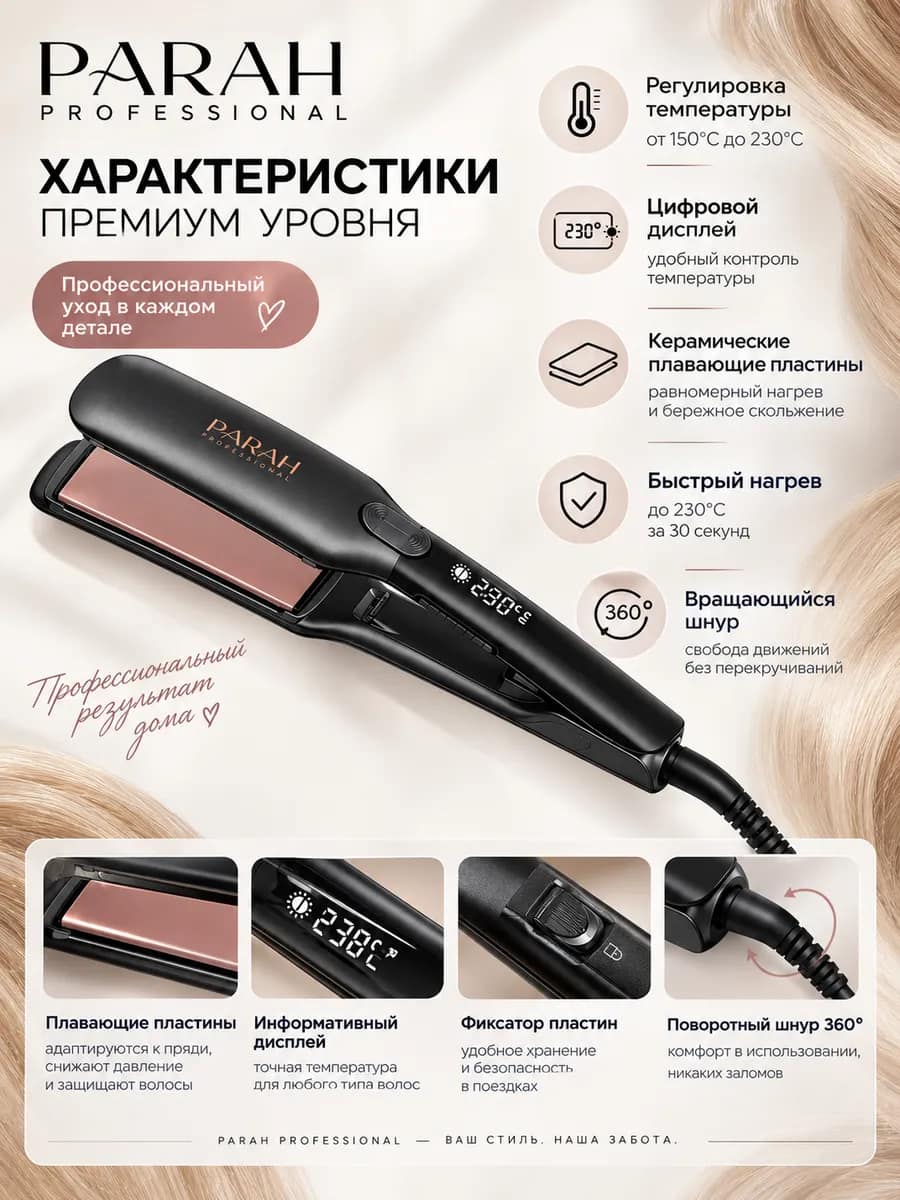 PARAH
PROFESSIONAL
ХАРАКТЕРИСТИКИ
ПРЕМИУМ УРОВНЯ
Профессиональный
уход в каждом
детале
Регулировка
температуры
от 150°C до 230°C
230°
Цифровой
дисплей
удобный контроль
температуры
Керамические
плавающие пластины
равномерный нагрев
и бережное скольжение
Быстрый нагрев
до 230°C
за 30 секунд
360°
Вращающийся
шнур
свобода движений
без перекручиваний
PARAH
PROFESSIONAL
Профессиональный
результат
дома
Плавающие пластины
адаптируются к пряди,
снижают давление
и защищают волосы
Информативный
дисплей
точная температура
для любого типа волос
Фиксатор пластин
удобное хранение
и безопасность
в поездках
Поворотный шнур 360°
комфорт в использовании,
никаких заломов
PARAH PROFESSIONAL — ВАШ СТИЛЬ. НАША ЗАБОТА.